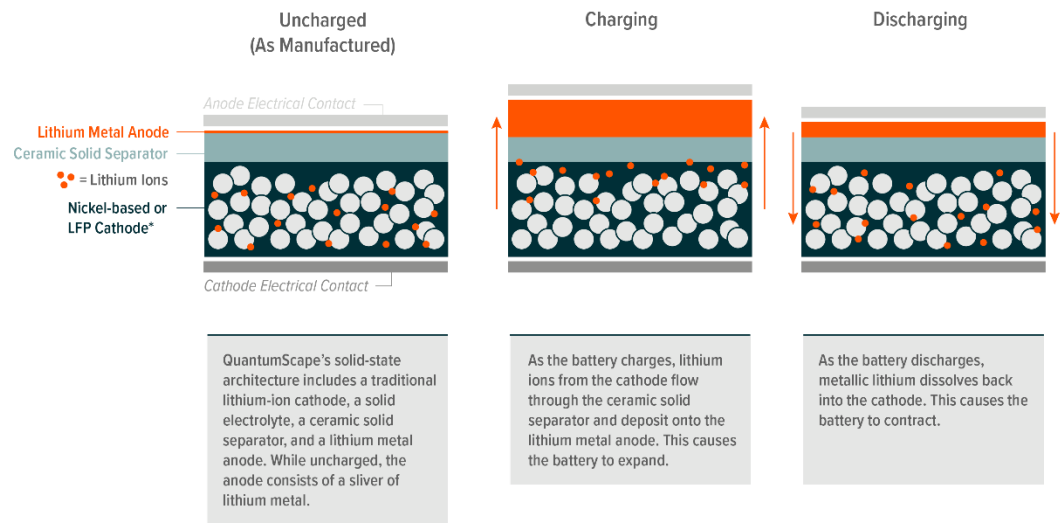 Uncharged
(As Manufactured)
Charging
Discharging
Anode Electrical Contact
Lithium Metal Anode
Ceramic Solid Separator
= Lithium Ions
Nickel-based or
LFP Cathode*
Cathode Electrical Contact
QuantumScape’s solid-state
architecture includes a traditional
lithium-ion cathode, a solid
electrolyte, a ceramic solid
separator, and a lithium metal
anode. While uncharged, the
anode consists of a sliver of
lithium metal.
As the battery charges, lithium
ions from the cathode flow
through the ceramic solid
separator and deposit onto the
lithium metal anode. This causes
the battery to expand.
As the battery discharges,
metallic lithium dissolves back
into the cathode. This causes the
battery to contract.